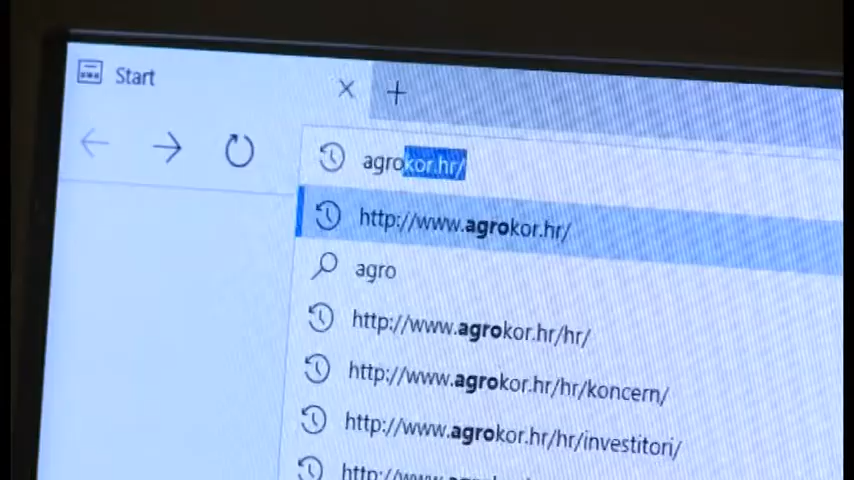 Start
agrokor.hr/
http://www.agrokor.hr/
agro
http://www.agrokor.hr/hr/
http://www.agrokor.hr/hr/koncern/
http://www.agrokor.hr/hr/investitori/